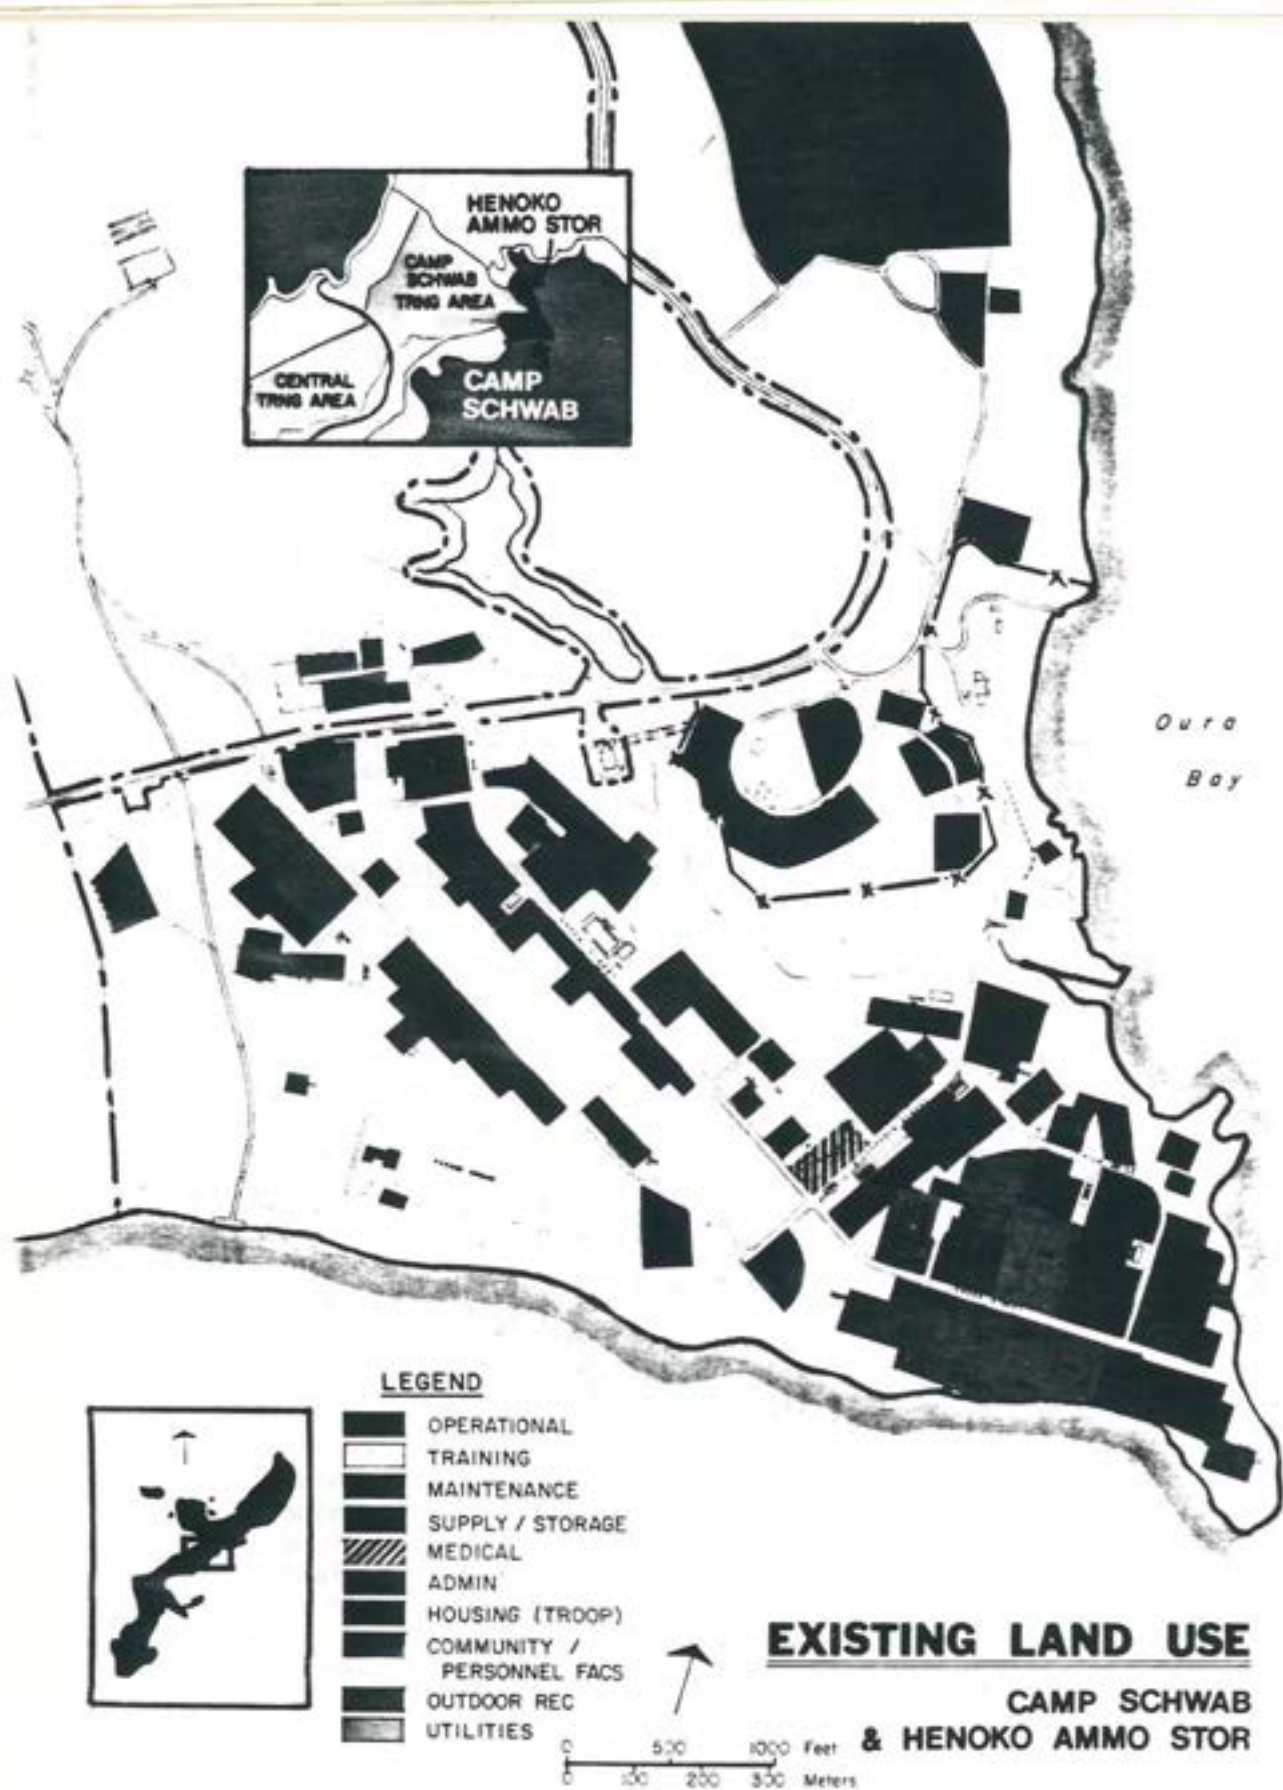 HENOKO
AMMO STOR
CAMP
SCHWAB
TRNG AREA
CENTRAL
TRNG AREA
CAMP
SCHWAB
Oura
Bay
LEGEND
OPERATIONAL
TRAINING
MAINTENANCE
SUPPLY / STORAGE
MEDICAL
ADMIN
HOUSING (TROOP)
COMMUNITY /
PERSONNEL FACS
OUTDOOR REC
UTILITIES
EXISTING LAND USE
CAMP SCHWAB
& HENOKO AMMO STOR
0 500 1000 Feet
0 100 200 300 Meters